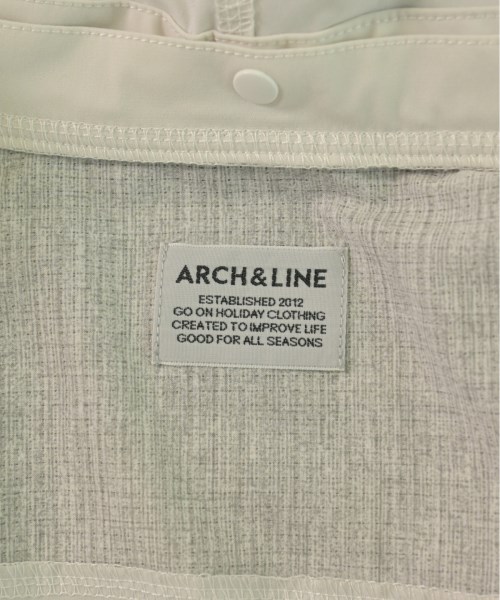 ARCH&LINE
ESTABLISHED 2012
GO ON HOLIDAY CLOTHING
CREATED TO IMPROVE LIFE
GOOD FOR ALL SEASONS